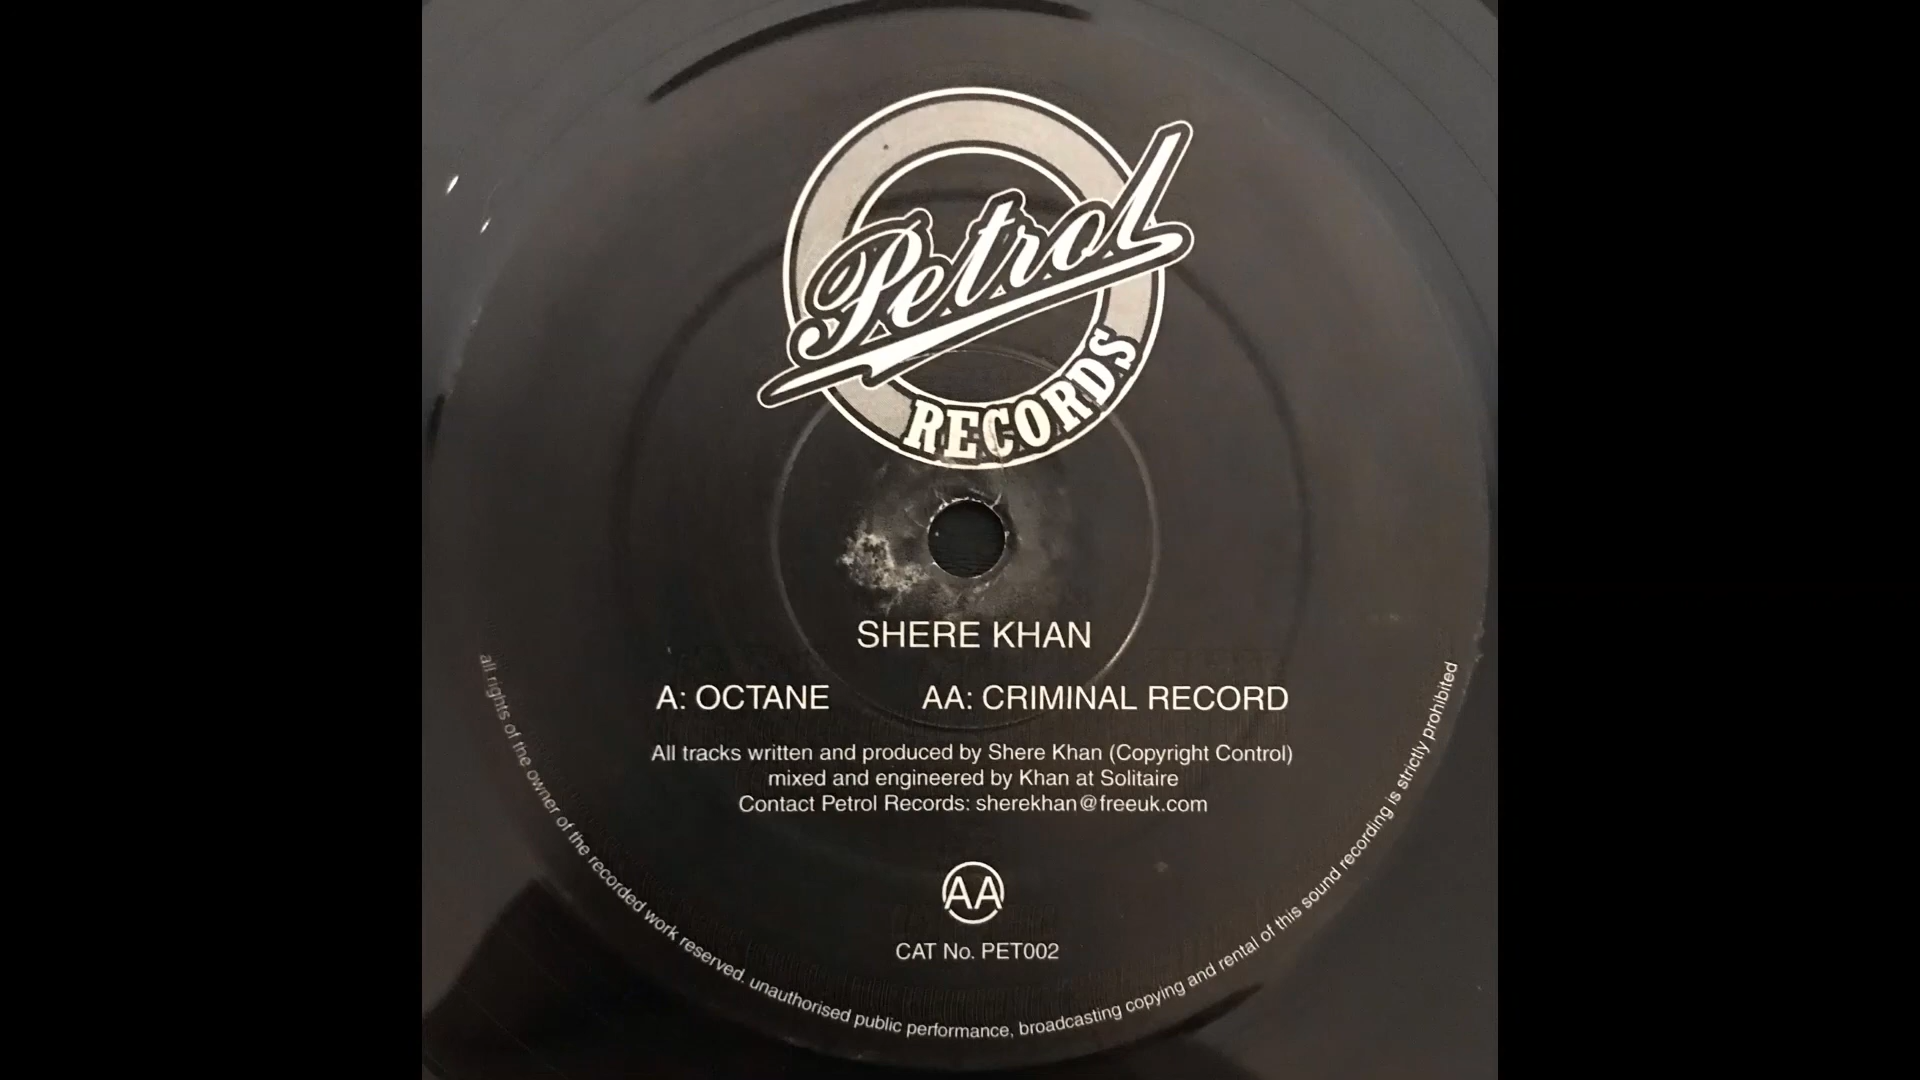 Petrol
RECORDS
SHERE KHAN
A: OCTANE AA: CRIMINAL RECORD
All tracks written and produced by Shere Khan (Copyright Control)
mixed and engineered by Khan at Solitaire
Contact Petrol Records: sherekhan@freeuk.com
AA
CAT No. PET002
all rights of the owner of the recorded work reserved. unauthorised public performance, broadcasting copying and rental of this sound recording is strictly prohibited